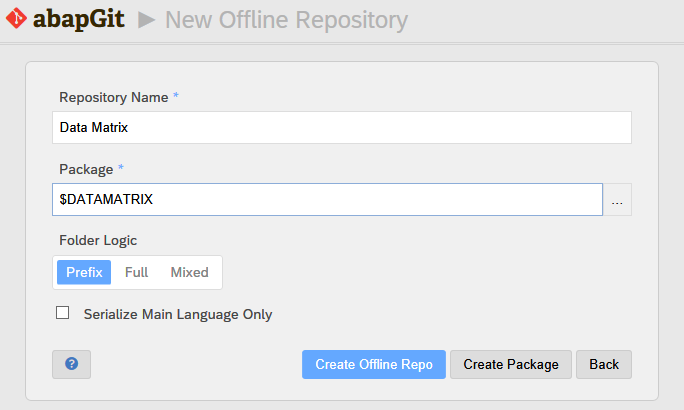 abapGit ▶ New Offline Repository
Repository Name *
Data Matrix
Package *
$DATAMATRIX
...
Folder Logic
Prefix Full Mixed
Serialize Main Language Only
? Create Offline Repo Create Package Back